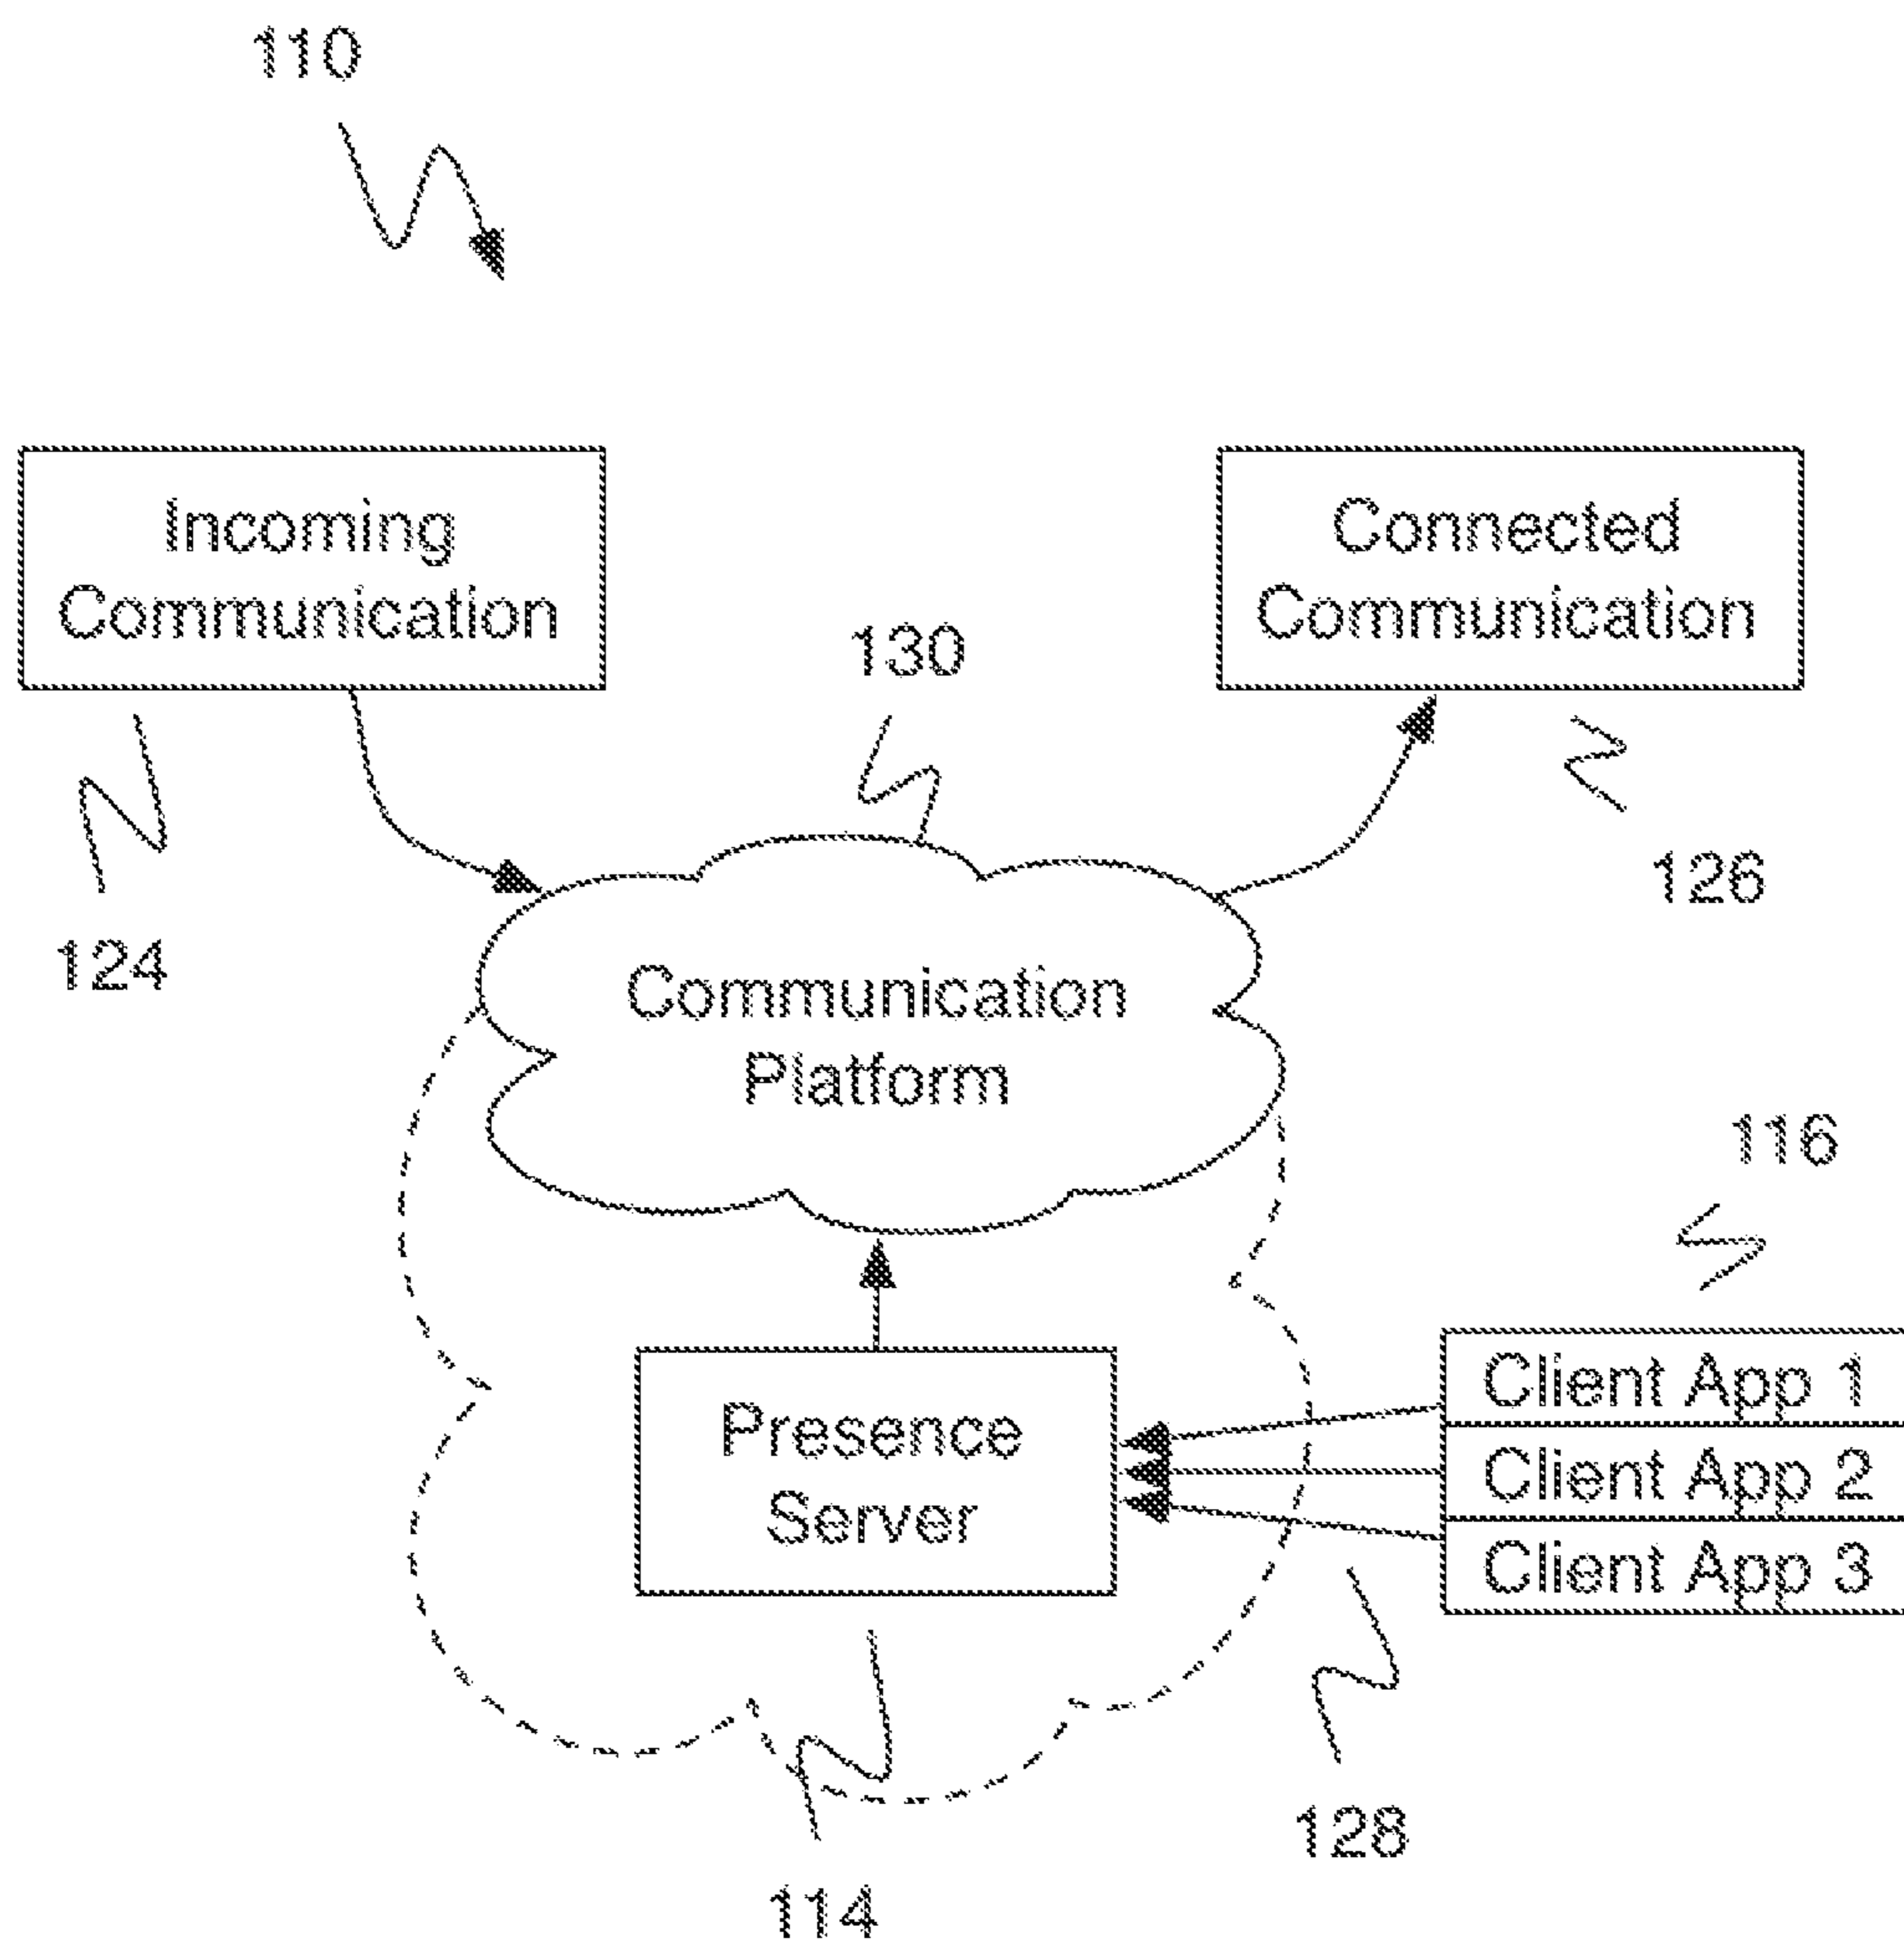 110
Incoming
Communication
Connected
Communication
130
126
124
Communication
Platform
116
Presence
Server
Client App 1
Client App 2
Client App 3
128
114